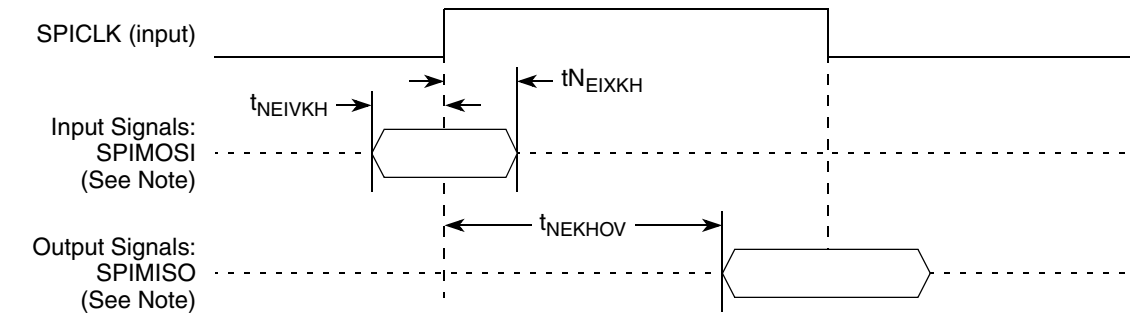 SPICLK (input)
tNEIXKH
tNEIVKH
Input Signals:
SPIMOSI
(See Note)
tNEKHOV
Output Signals:
SPIMISO
(See Note)